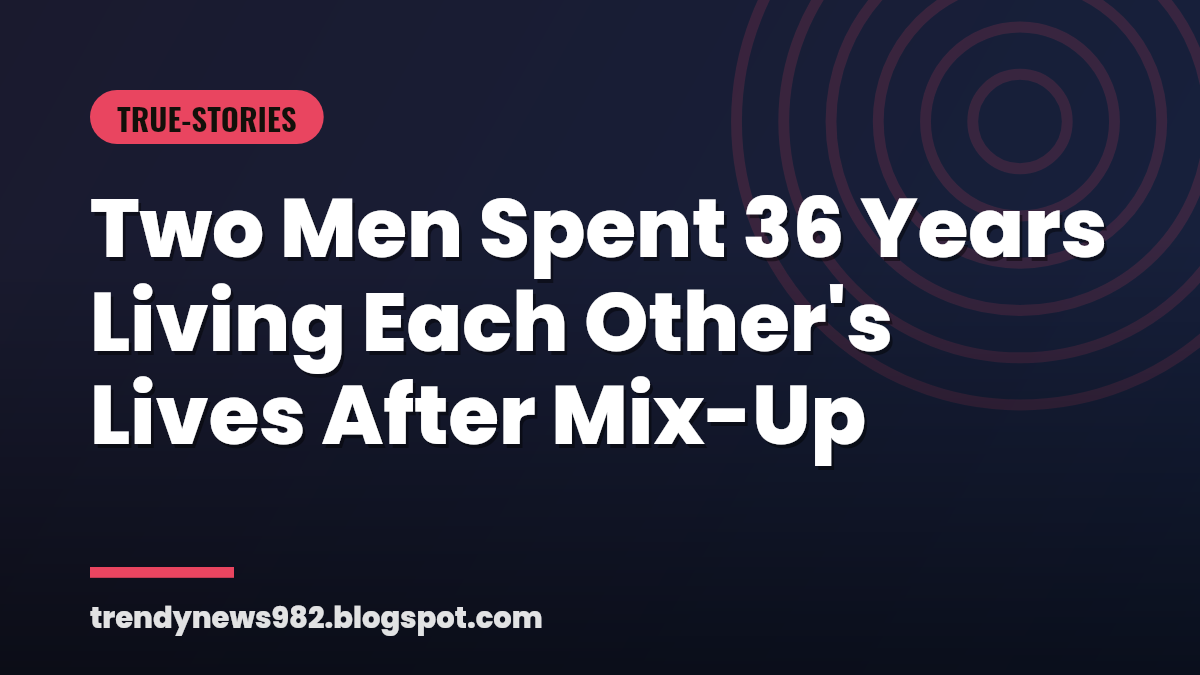 TRUE-STORIES
Two Men Spent 36 Years
Living Each Other's
Lives After Mix-Up
trendynews982.blogspot.com